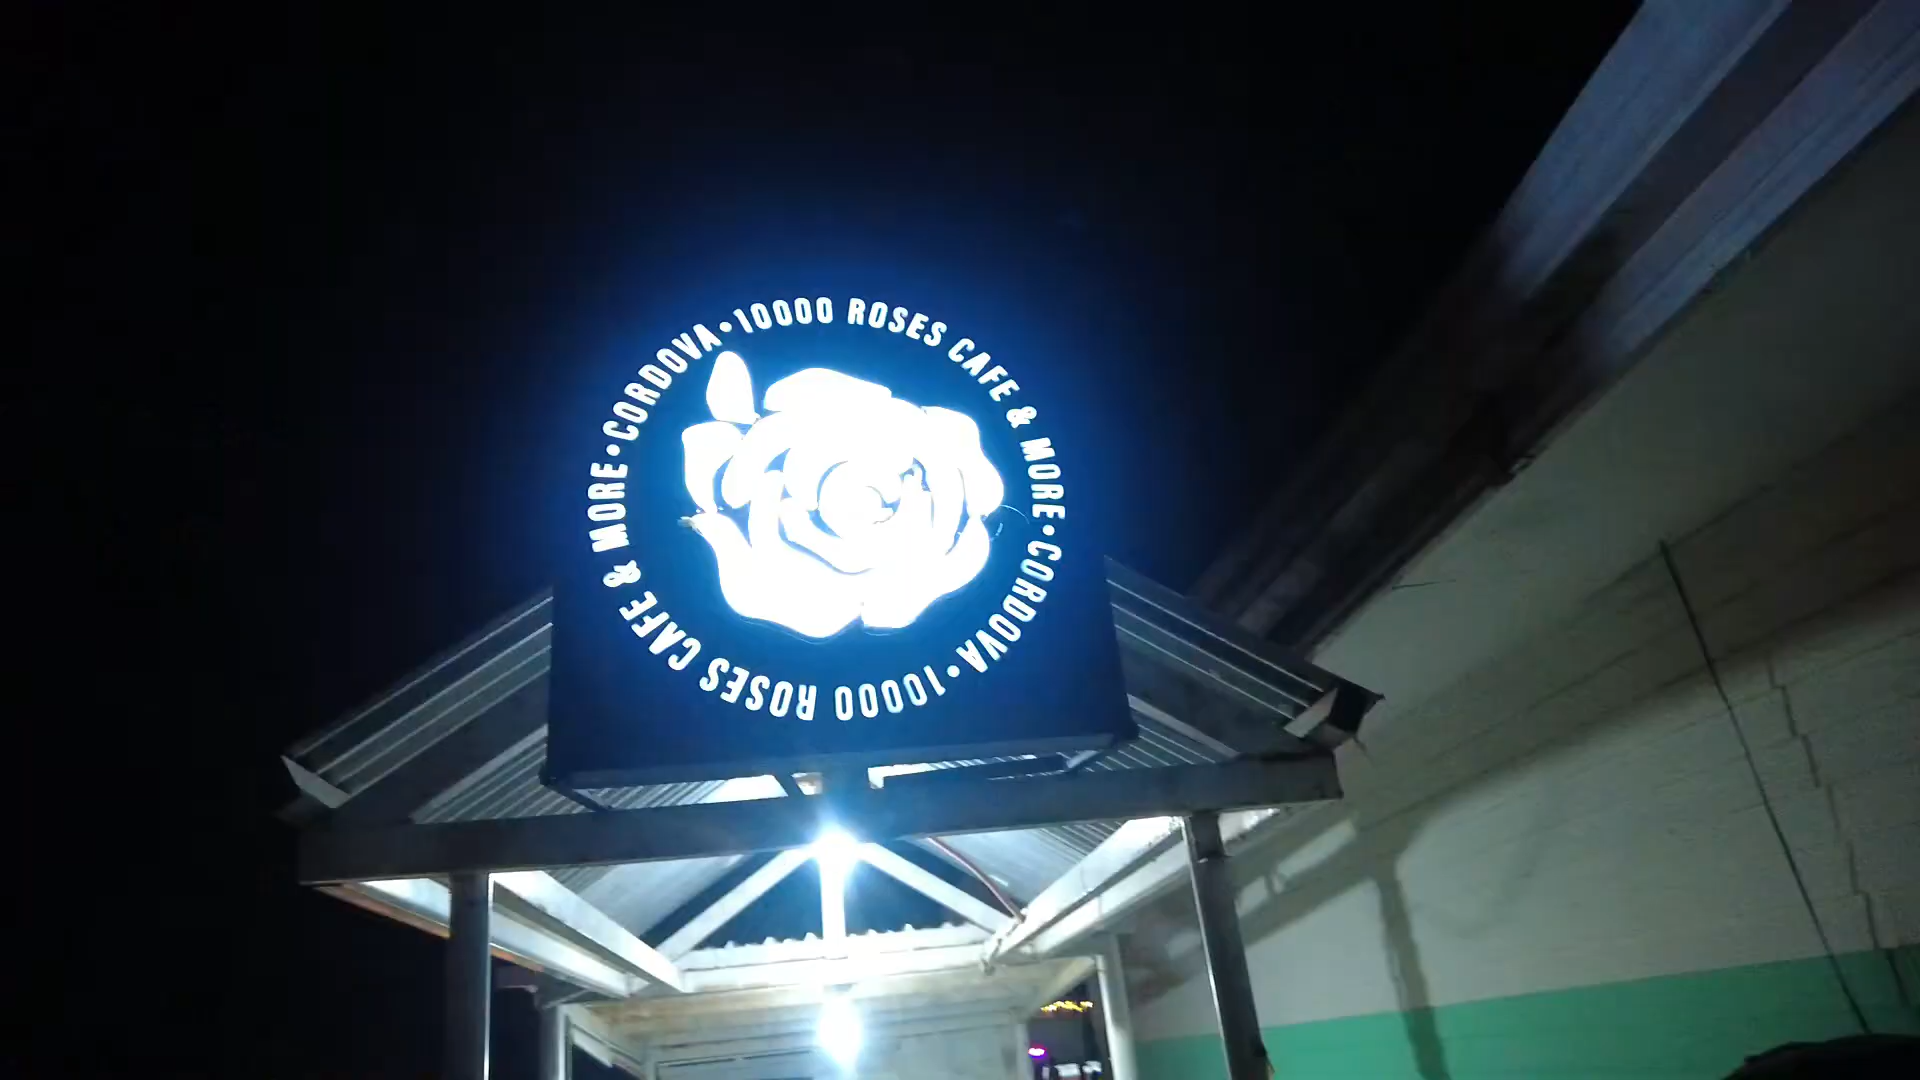 10000 ROSES CAFE & MORE • CORDOVA • 10000 ROSES CAFE & MORE • CORDOVA •